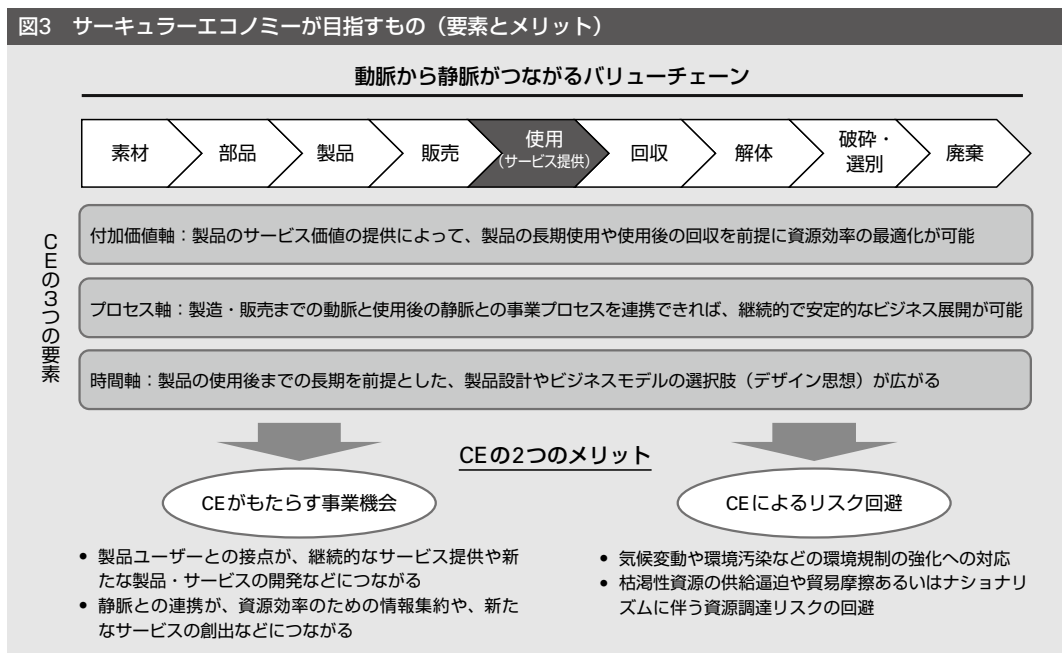 図3　サーキュラーエコノミーが目指すもの（要素とメリット）
動脈から静脈がつながるバリューチェーン
素材
部品
製品
販売
使用
（サービス提供）
回収
解体
破砕・
選別
廃棄
CEの3つの要素
付加価値軸：製品のサービス価値の提供によって、製品の長期使用や使用後の回収を前提に資源効率の最適化が可能
プロセス軸：製造・販売までの動脈と使用後の静脈との事業プロセスを連携できれば、継続的で安定的なビジネス展開が可能
時間軸：製品の使用後までの長期を前提とした、製品設計やビジネスモデルの選択肢（デザイン思想）が広がる
CEの2つのメリット
CEがもたらす事業機会
• 製品ユーザーとの接点が、継続的なサービス提供や新
たな製品・サービスの開発などにつながる
• 静脈との連携が、資源効率のための情報集約や、新た
なサービスの創出などにつながる
CEによるリスク回避
• 気候変動や環境汚染などの環境規制の強化への対応
• 枯渇性資源の供給逼迫や貿易摩擦あるいはナショナリ
ズムに伴う資源調達リスクの回避